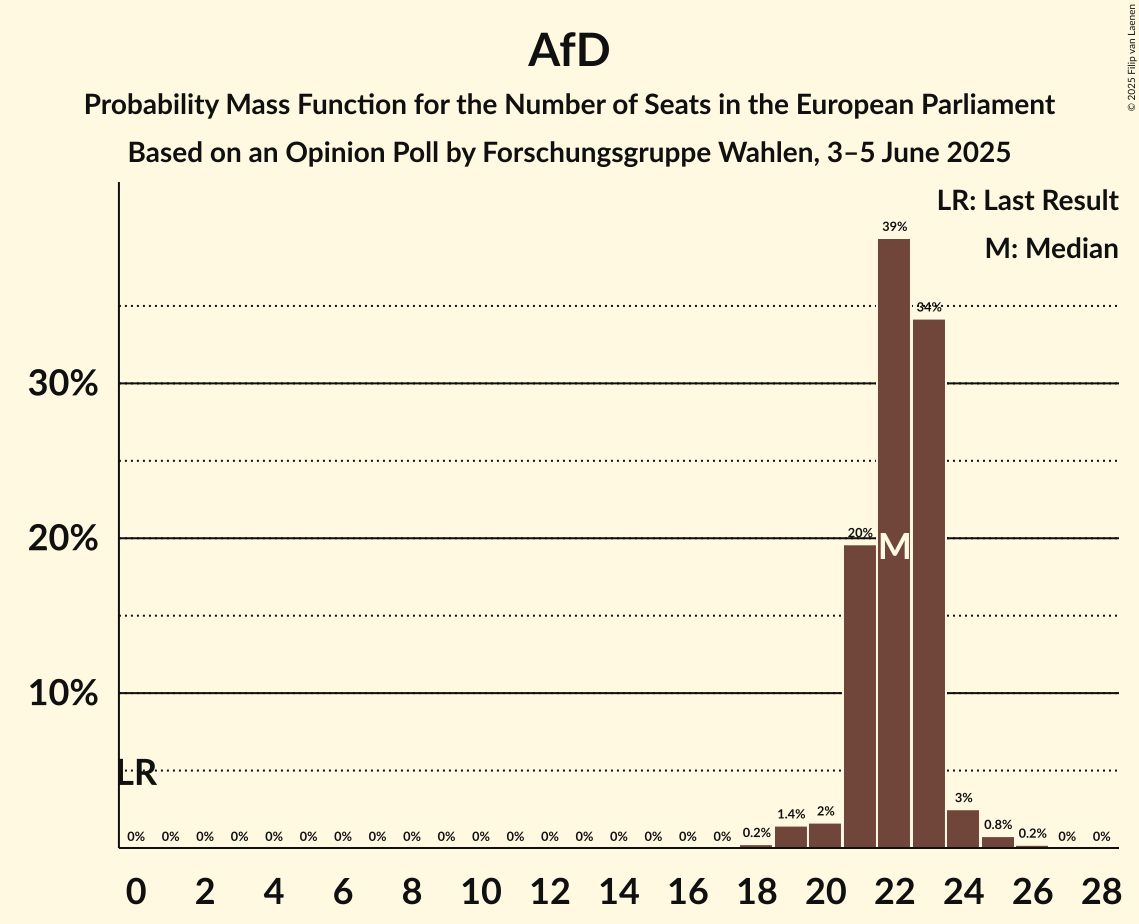 AfD
Probability Mass Function for the Number of Seats in the European Parliament
Based on an Opinion Poll by Forschungsgruppe Wahlen, 3–5 June 2025
© 2025 Filip van Laenen
LR: Last Result
M: Median
39%
34%
30%
20%
20%
M
10%
LR
0% 0% 0% 0% 0% 0% 0% 0% 0% 0% 0% 0% 0% 0% 0% 0% 0% 0% 0.2% 1.4% 2% 3% 0.8% 0.2% 0% 0%
0 2 4 6 8 10 12 14 16 18 20 22 24 26 28